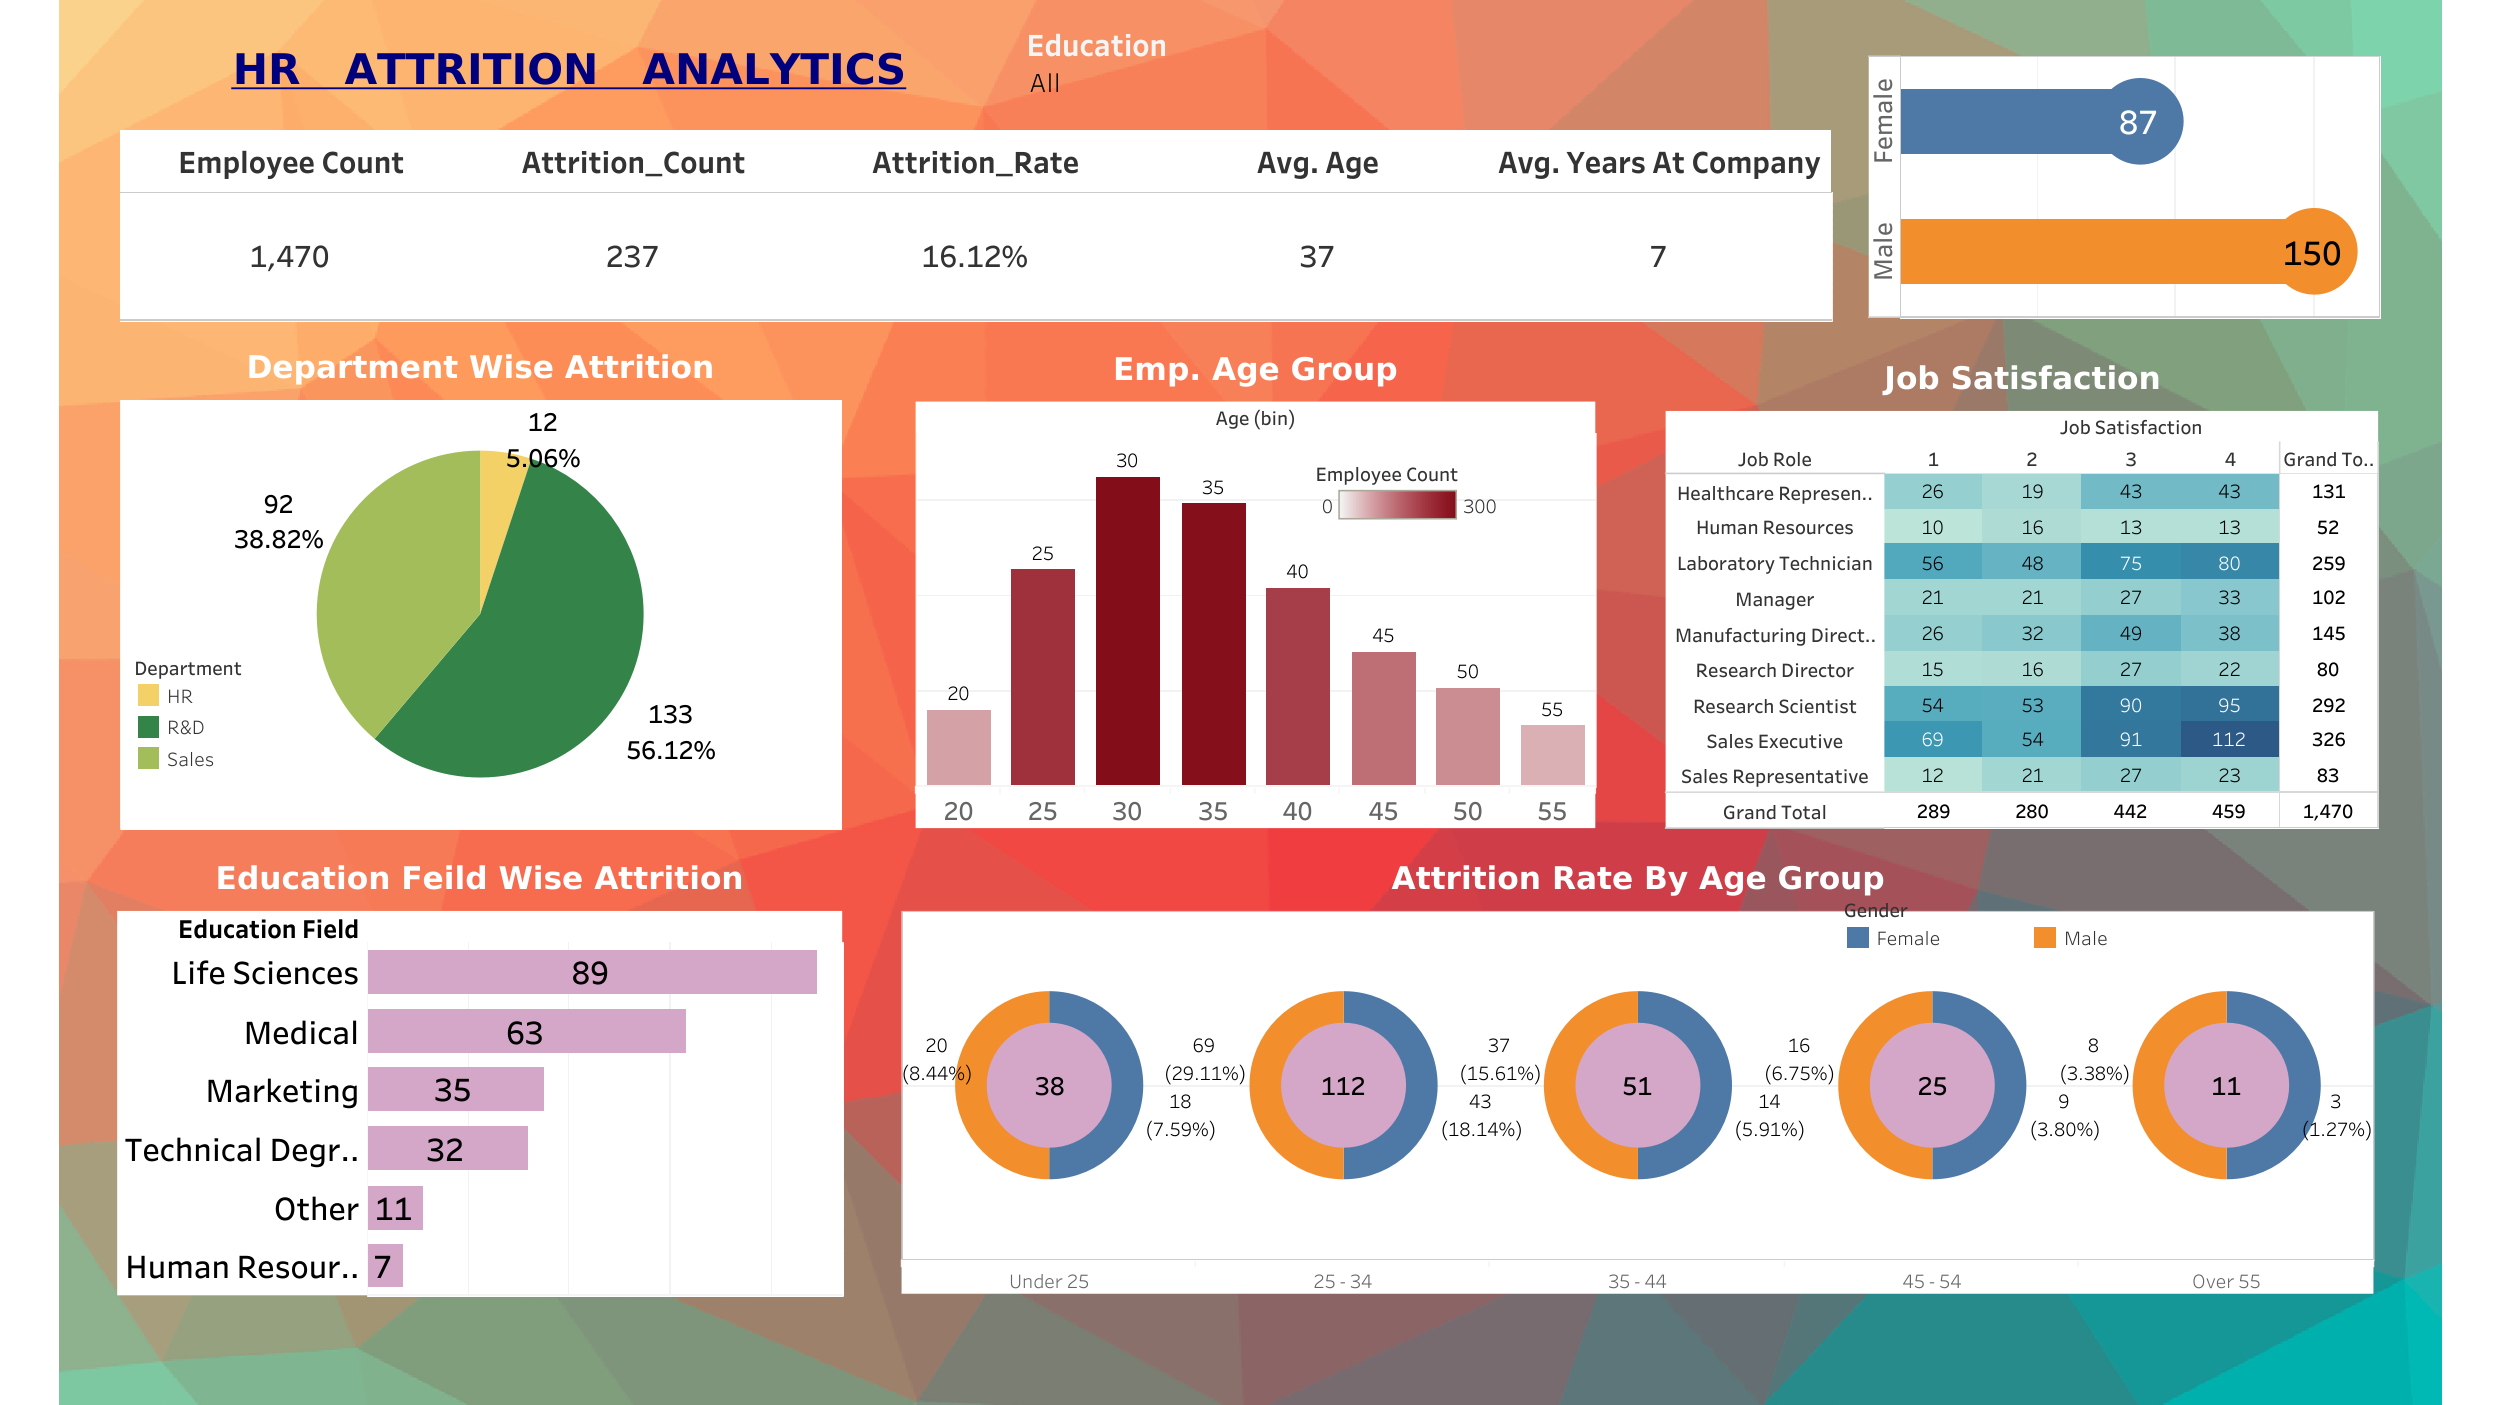 HR ATTRITION ANALYTICS
Education
All
Employee Count Attrition_Count Attrition_Rate Avg. Age Avg. Years At Company
1,470 237 16.12% 37 7
Female 87
Male 150
Department Wise Attrition
12
5.06%
92
38.82%
133
56.12%
Department
HR
R&D
Sales
Emp. Age Group
Age (bin)
Employee Count
0 300
20 25 30 35 40 45 50 55
20 25 30 35 40 45 50 55
Job Satisfaction
Job Satisfaction
Job Role 1 2 3 4 Grand To..
Healthcare Represen.. 26 19 43 43 131
Human Resources 10 16 13 13 52
Laboratory Technician 56 48 75 80 259
Manager 21 21 27 33 102
Manufacturing Direct.. 26 32 49 38 145
Research Director 15 16 27 22 80
Research Scientist 54 53 90 95 292
Sales Executive 69 54 91 112 326
Sales Representative 12 21 27 23 83
Grand Total 289 280 442 459 1,470
Education Feild Wise Attrition
Education Field
Life Sciences 89
Medical 63
Marketing 35
Technical Degr.. 32
Other 11
Human Resour.. 7
Attrition Rate By Age Group
Gender
Female Male
20 69 37 16 8
(8.44%) (29.11%) (15.61%) (6.75%) (3.38%)
38 112 51 25 11
18 43 14 9 3
(7.59%) (18.14%) (5.91%) (3.80%) (1.27%)
Under 25 25 - 34 35 - 44 45 - 54 Over 55